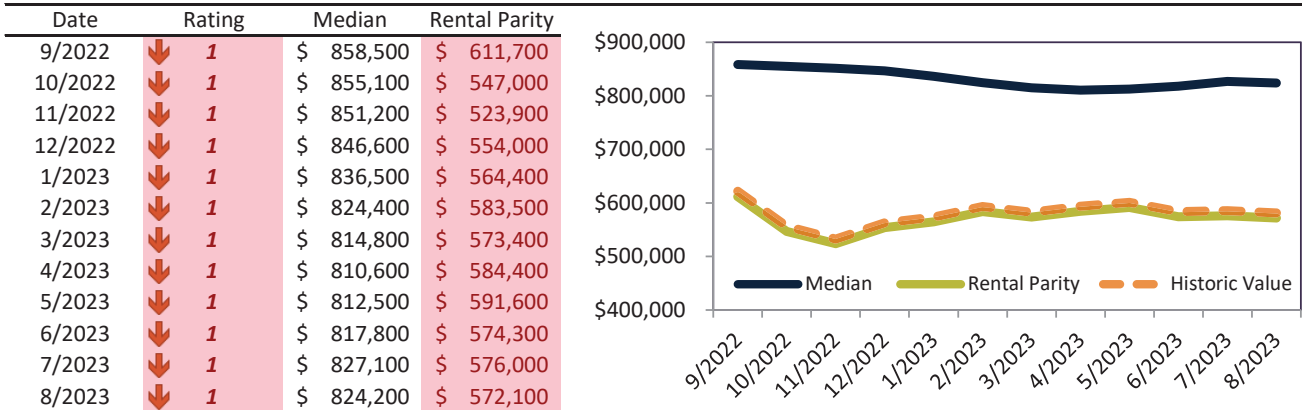 Date Rating Median Rental Parity
9/2022 1 $ 858,500 $ 611,700
10/2022 1 $ 855,100 $ 547,000
11/2022 1 $ 851,200 $ 523,900
12/2022 1 $ 846,600 $ 554,000
1/2023 1 $ 836,500 $ 564,400
2/2023 1 $ 824,400 $ 583,500
3/2023 1 $ 814,800 $ 573,400
4/2023 1 $ 810,600 $ 584,400
5/2023 1 $ 812,500 $ 591,600
6/2023 1 $ 817,800 $ 574,300
7/2023 1 $ 827,100 $ 576,000
8/2023 1 $ 824,200 $ 572,100
$900,000
$800,000
$700,000
$600,000
$500,000
$400,000
Median Rental Parity Historic Value
9/2022 10/2022 11/2022 12/2022 1/2023 2/2023 3/2023 4/2023 5/2023 6/2023 7/2023 8/2023